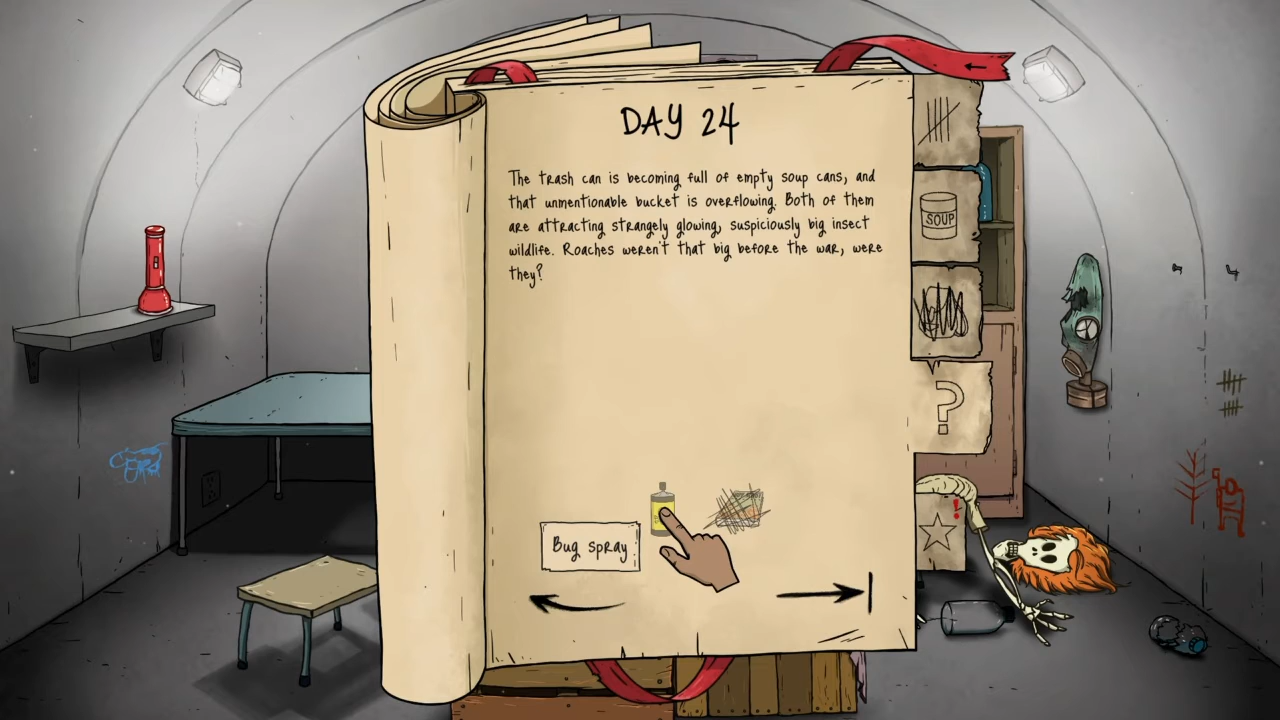 DAY 24
The trash can is becoming full of empty soup cans, and
that unmentionable bucket is overflowing. Both of them
are attracting strangely glowing, suspiciously big insect
wildlife. Roaches weren't that big before the war, were
they?
SOUP
?
!
Bug spray